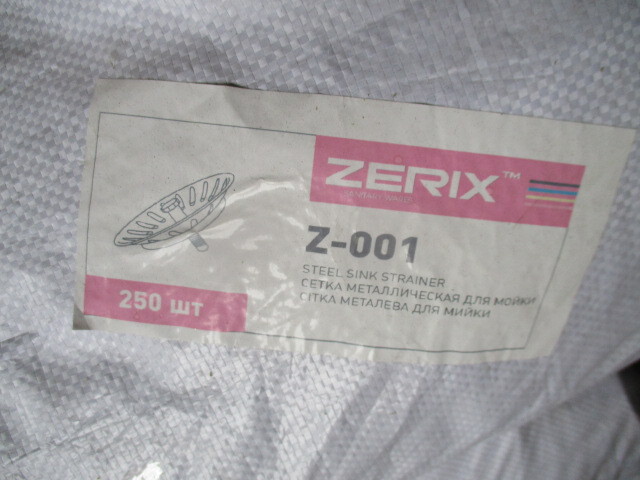 ZERIX™
Z-001
STEEL SINK STRAINER
СЕТКА МЕТАЛЛИЧЕСКАЯ ДЛЯ МОЙКИ
СІТКА МЕТАЛЕВА ДЛЯ МИЙКИ
250 ШТ